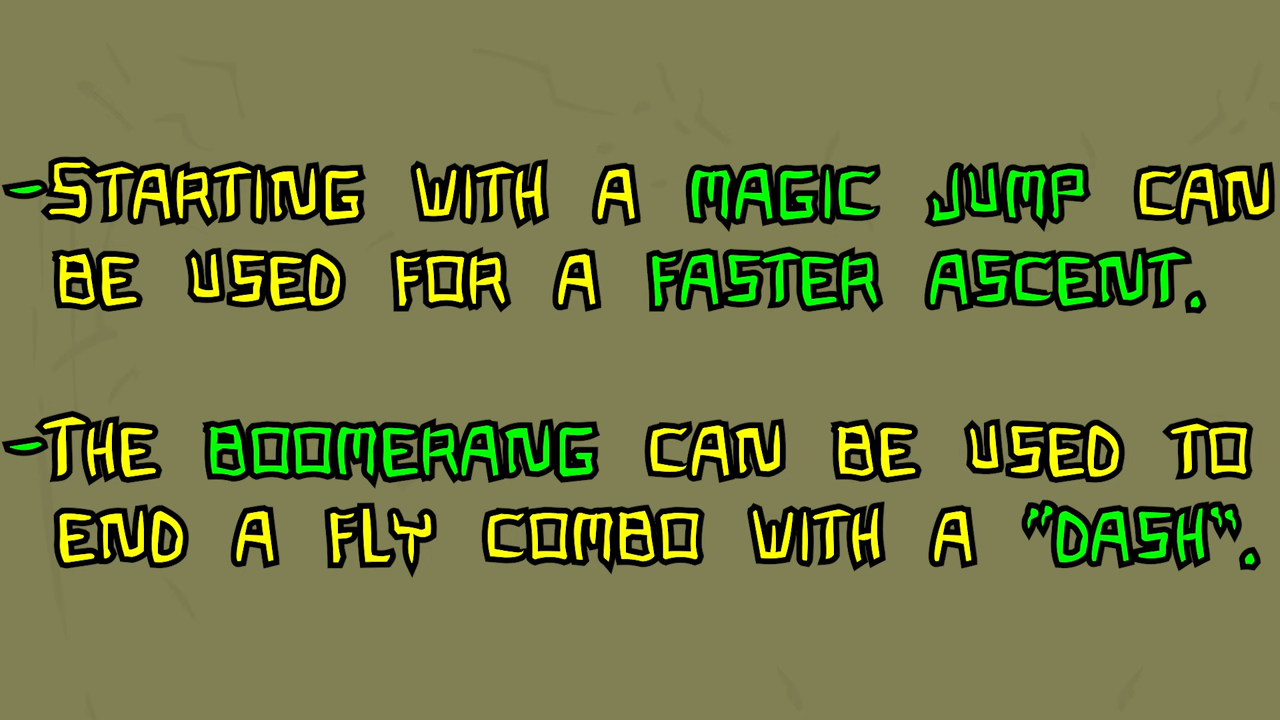 -STARTING WITH A MAGIC JUMP CAN
BE USED FOR A FASTER ASCENT.
-THE BOOMERANG CAN BE USED TO
END A FLY COMBO WITH A "DASH".